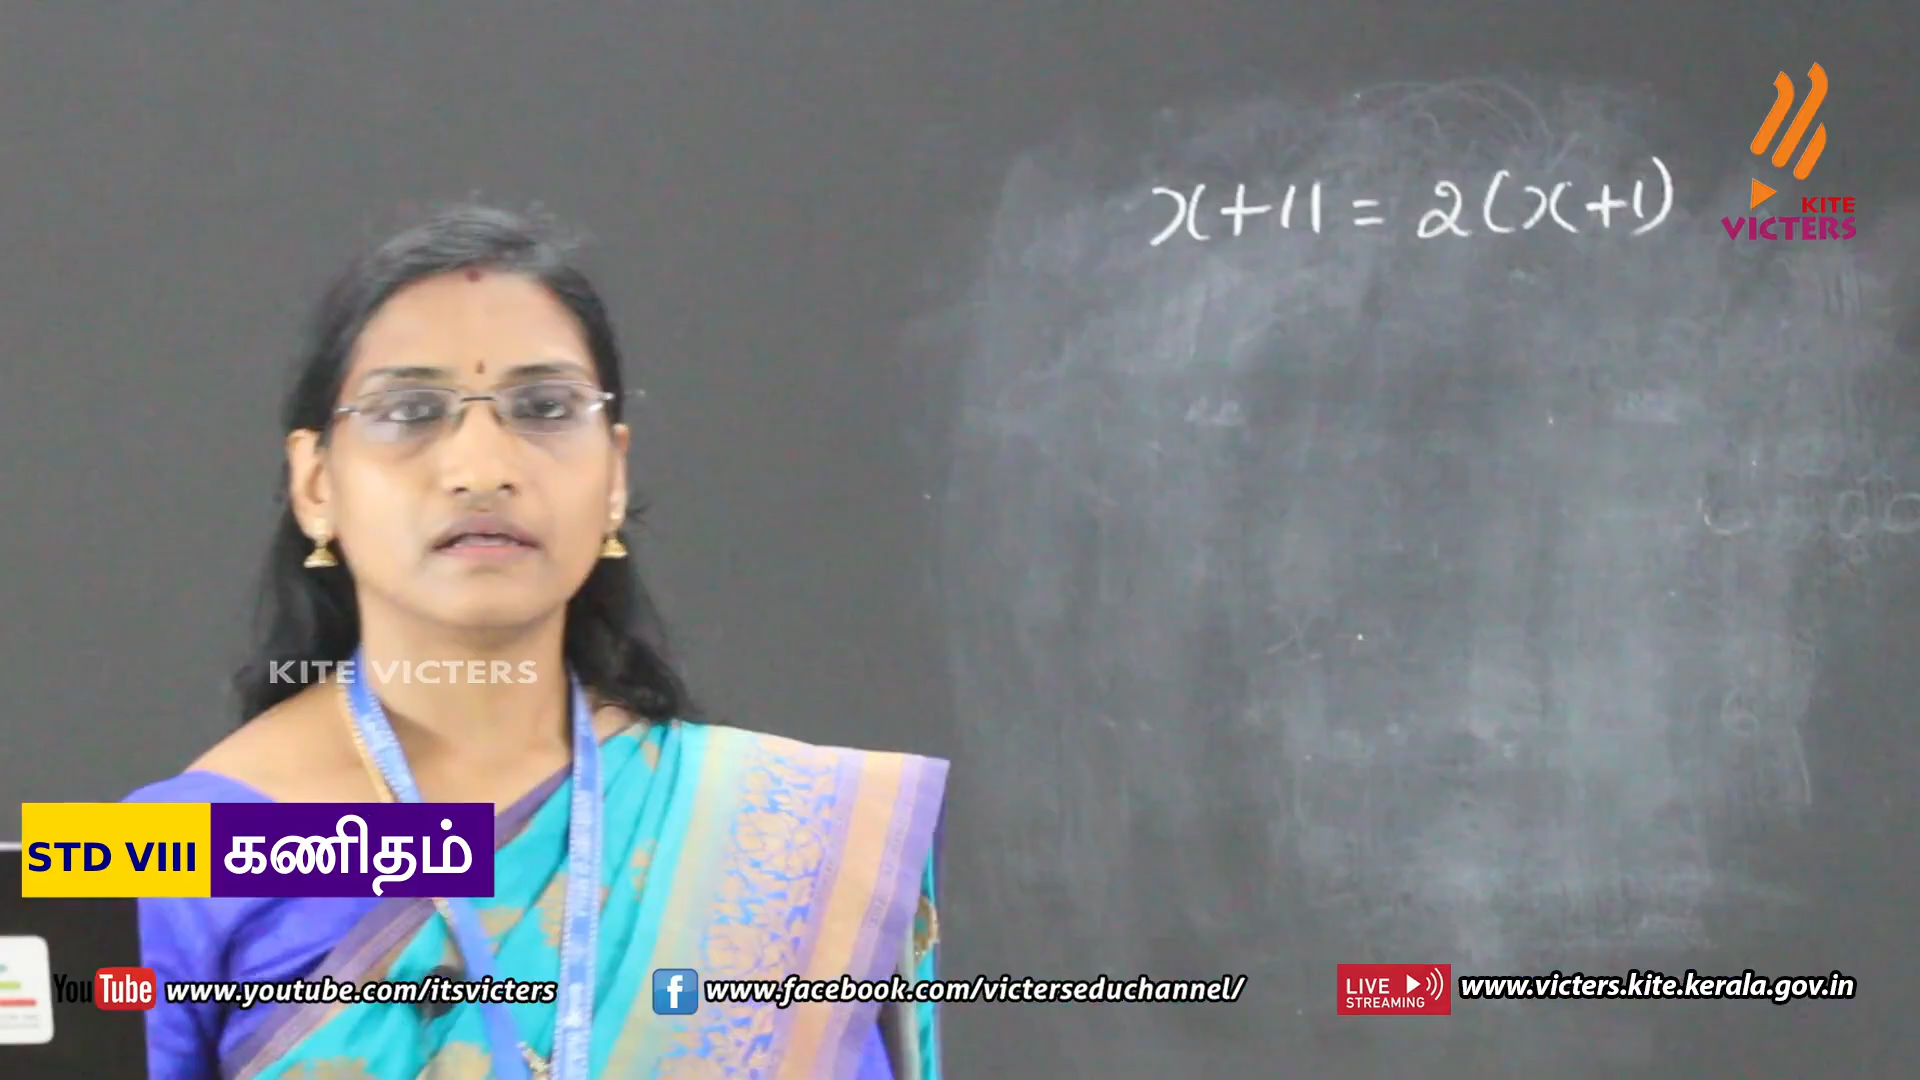 x+11 = 2(x+1)
KITE
VICTERS
KITE VICTERS
STD VIII கணிதம்
YouTube www.youtube.com/itsvicters
f www.facebook.com/victerseduchannel/
LIVE STREAMING www.victers.kite.kerala.gov.in